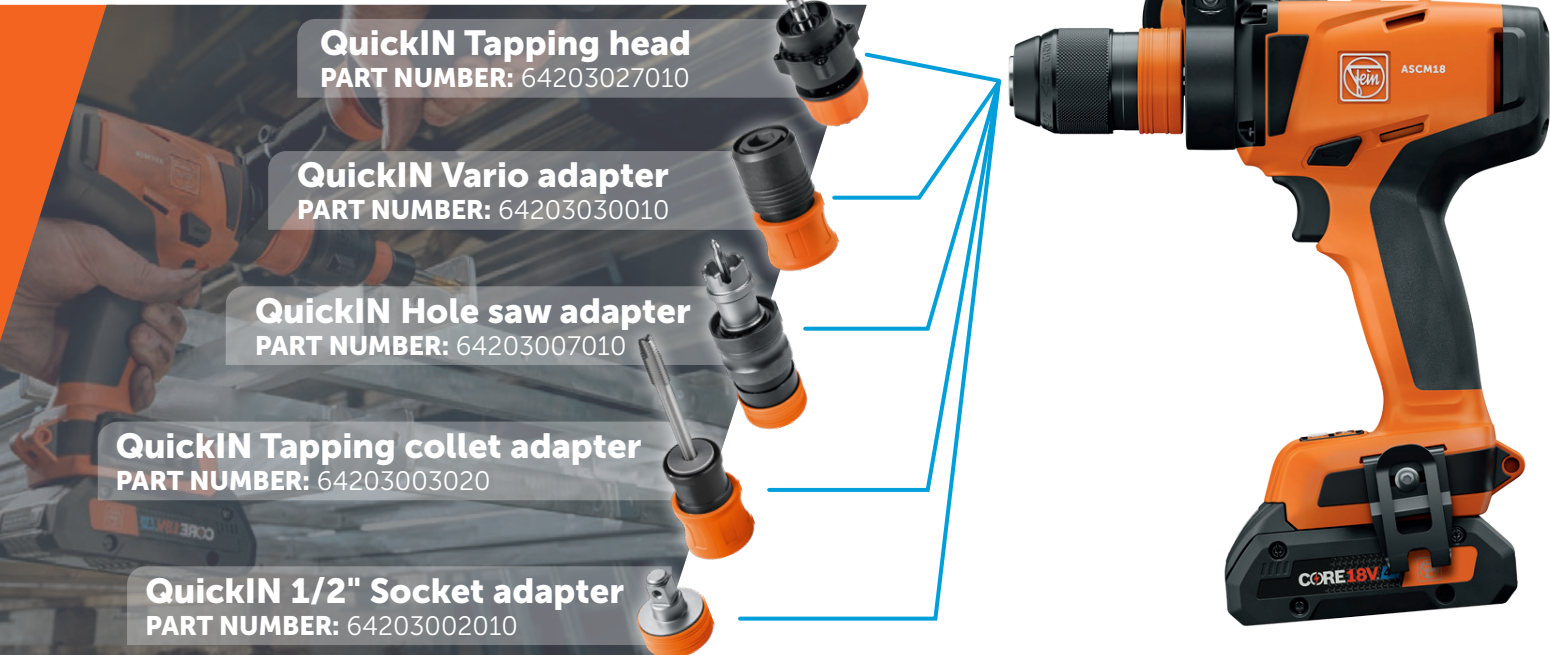 QuickIN Tapping head
PART NUMBER: 64203027010
QuickIN Vario adapter
PART NUMBER: 64203030010
QuickIN Hole saw adapter
PART NUMBER: 64203007010
QuickIN Tapping collet adapter
PART NUMBER: 64203003020
QuickIN 1/2" Socket adapter
PART NUMBER: 64203002010
Fein
ASCM18
CORE18V